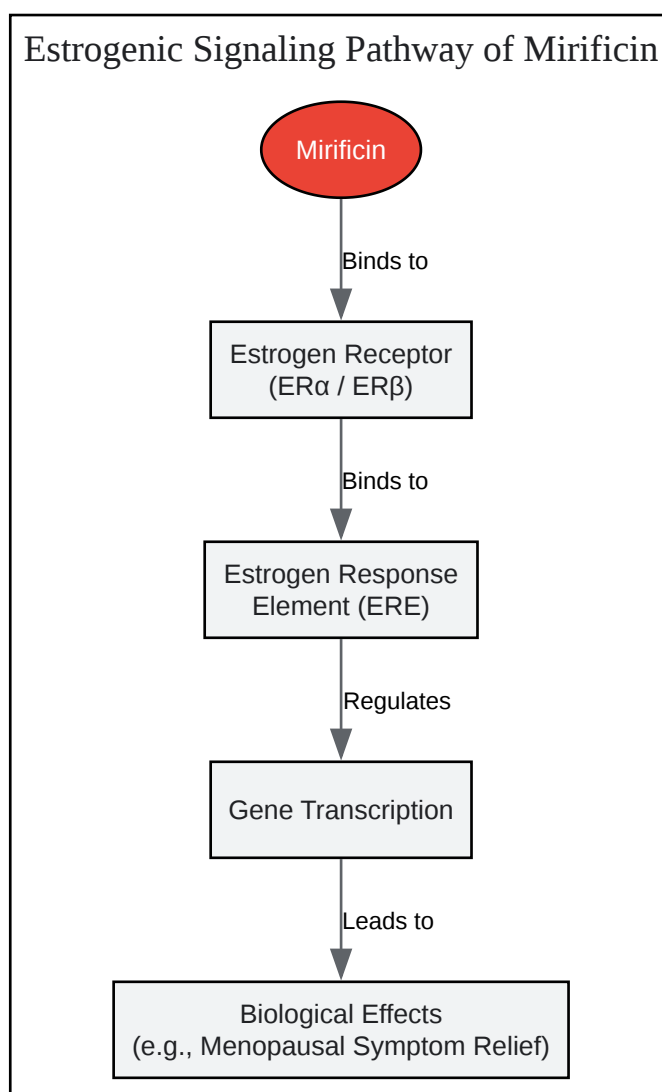 Estrogenic Signaling Pathway of Mirificin
Mirificin
Binds to
Estrogen Receptor
(ERα / ERβ)
Binds to
Estrogen Response
Element (ERE)
Regulates
Gene Transcription
Leads to
Biological Effects
(e.g., Menopausal Symptom Relief)